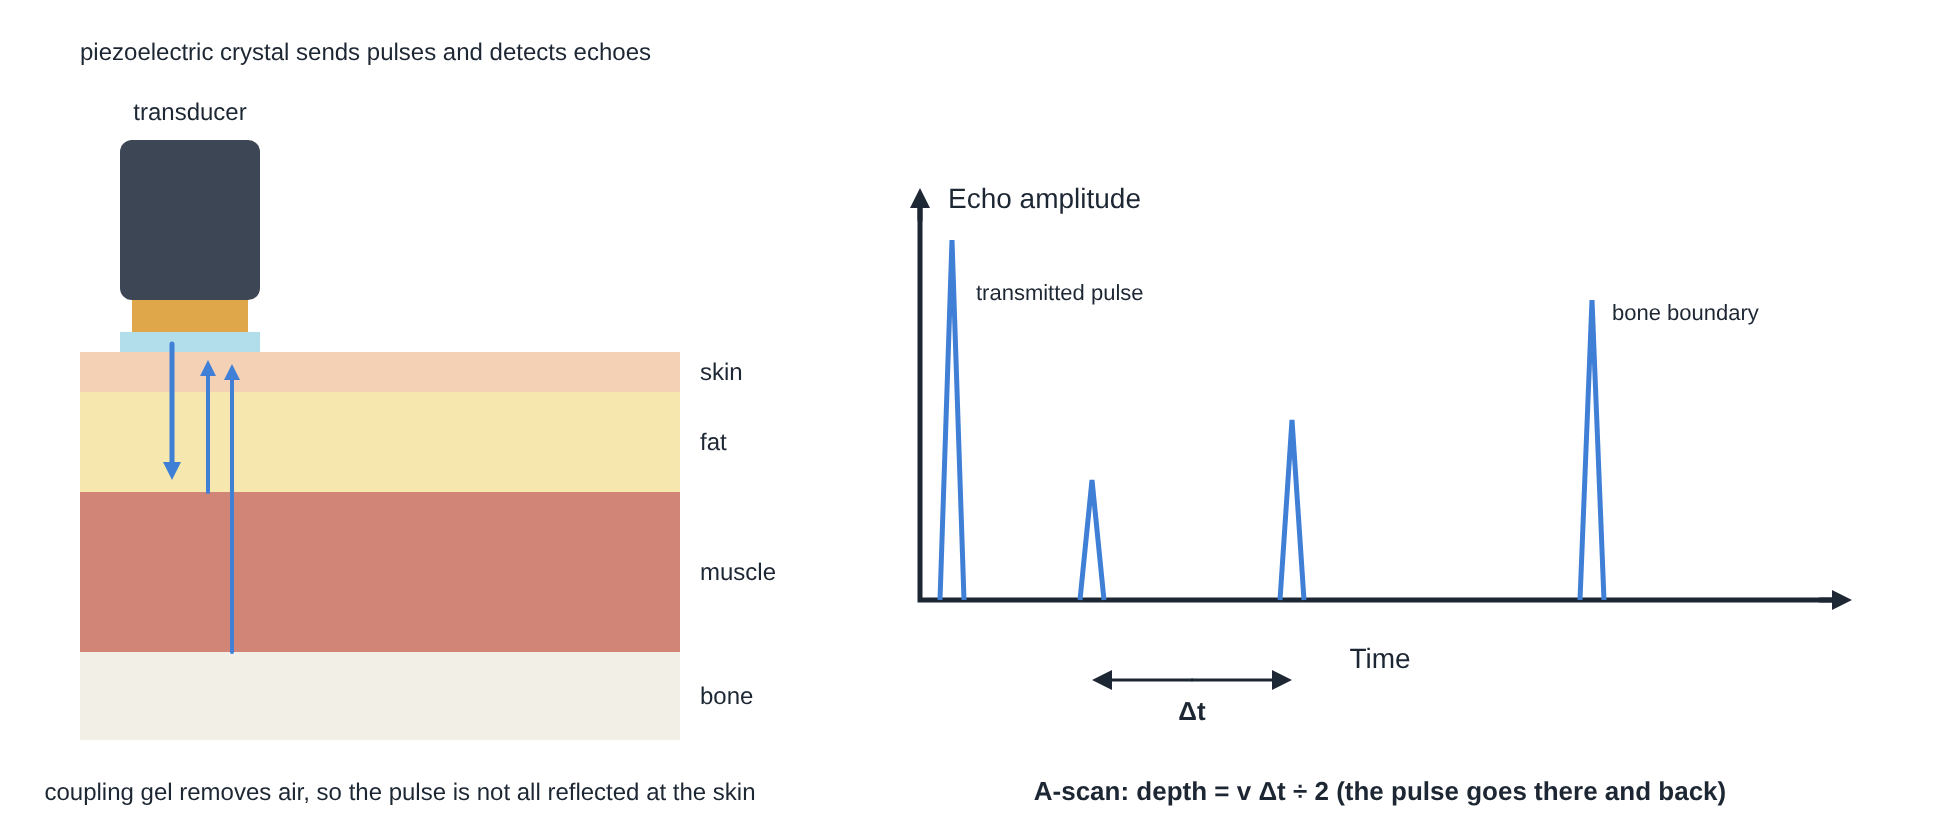 piezoelectric crystal sends pulses and detects echoes
transducer
skin
fat
muscle
bone
coupling gel removes air, so the pulse is not all reflected at the skin
Echo amplitude
transmitted pulse
bone boundary
Time
Δt
A-scan: depth = v Δt ÷ 2 (the pulse goes there and back)